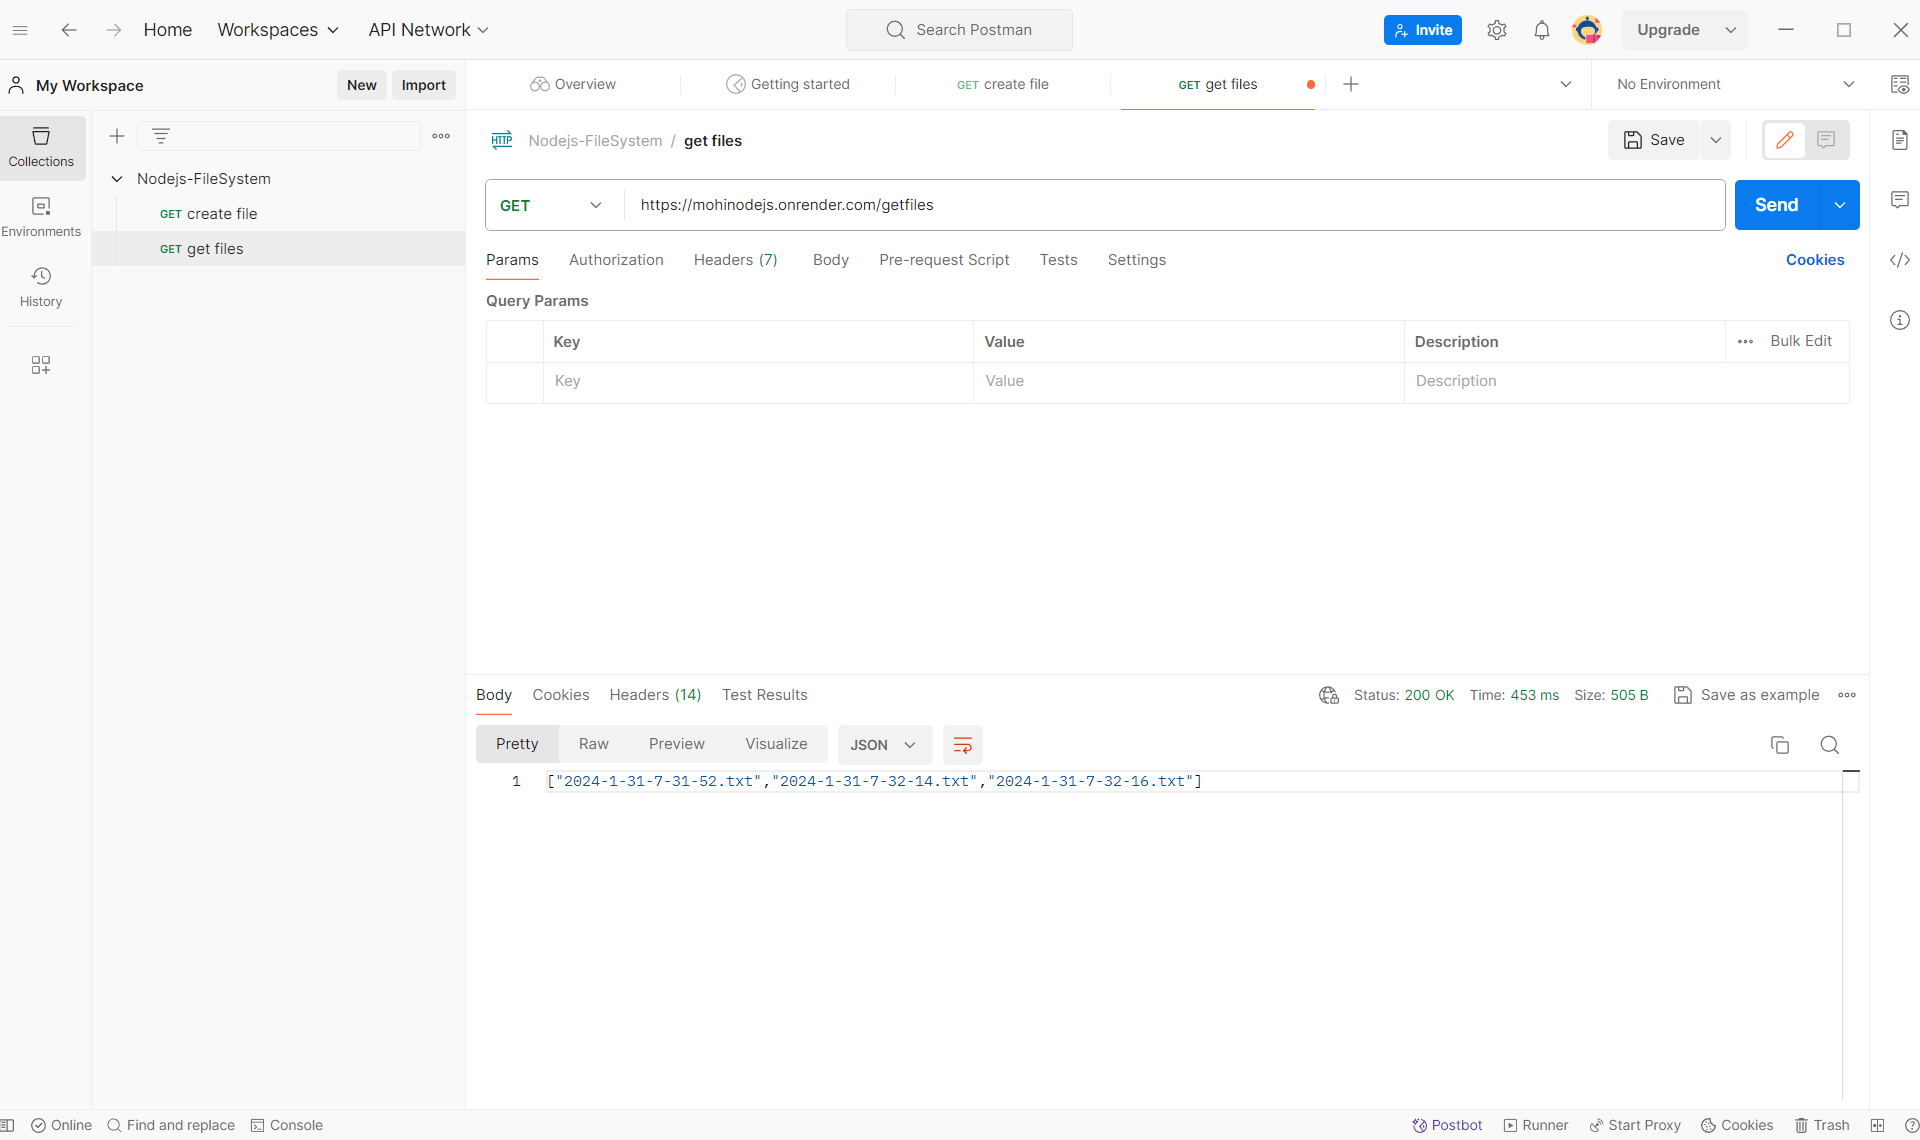 Home Workspaces API Network Search Postman Invite Upgrade
My Workspace New Import Overview Getting started GET create file GET get files No Environment
Collections
Environments
History
Nodejs-FileSystem
GET create file
GET get files
HTTP Nodejs-FileSystem / get files Save
GET https://mohinodejs.onrender.com/getfiles Send
Params Authorization Headers (7) Body Pre-request Script Tests Settings Cookies
Query Params
Key Value Description Bulk Edit
Key Value Description
Body Cookies Headers (14) Test Results Status: 200 OK Time: 453 ms Size: 505 B Save as example
Pretty Raw Preview Visualize JSON
1 ["2024-1-31-7-31-52.txt","2024-1-31-7-32-14.txt","2024-1-31-7-32-16.txt"]
Online Find and replace Console Postbot Runner Start Proxy Cookies Trash